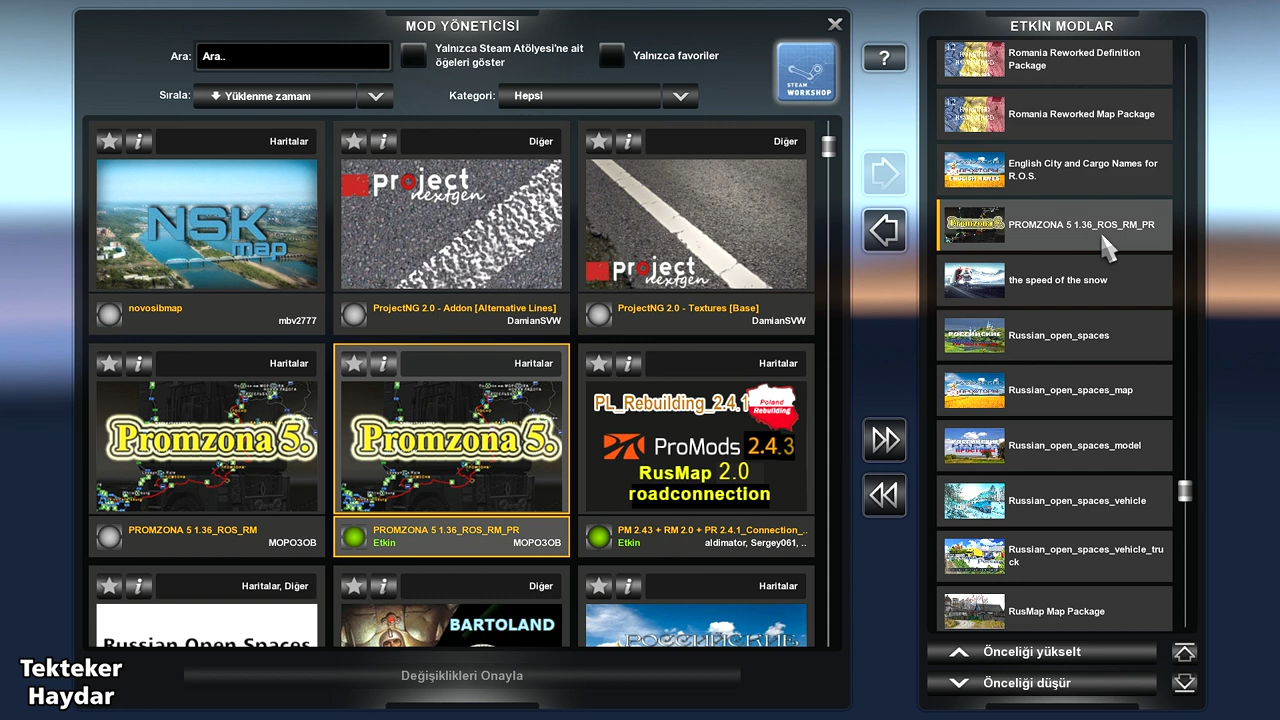 MOD YÖNETİCİSİ
Ara:
Ara..
Yalnızca Steam Atölyesi'ne ait
öğeleri göster
Yalnızca favoriler
STEAM
WORKSHOP
Sırala:
Yüklenme zamanı
Kategori:
Hepsi
Haritalar
NSK
map
novosibmap
mbv2777
Diğer
project
nextgen
ProjectNG 2.0 - Addon [Alternative Lines]
DamianSVW
Diğer
project
nextgen
ProjectNG 2.0 - Textures [Base]
DamianSVW
Haritalar
Promzona 5.
PROMZONA 5 1.36_ROS_RM
МОРОЗОВ
Haritalar
Promzona 5.
PROMZONA 5 1.36_ROS_RM_PR
Etkin
МОРОЗОВ
Haritalar
PL_Rebuilding_2.4.1
Poland
Rebuilding
ProMods 2.4.3
RusMap 2.0
roadconnection
PM 2.43 + RM 2.0 + PR 2.4.1_Connection_..
Etkin
aldimator, Sergey061, ..
Haritalar, Diğer
Russian Open Spaces
Diğer
BARTOLAND
Haritalar
РОССИЙСКИЕ
Değişiklikleri Onayla
?
ETKİN MODLAR
Romania Reworked Definition
Package
Romania Reworked Map Package
English City and Cargo Names for
R.O.S.
Promzona 5.
PROMZONA 5 1.36_ROS_RM_PR
the speed of the snow
Russian_open_spaces
Russian_open_spaces_map
Russian_open_spaces_model
Russian_open_spaces_vehicle
Russian_open_spaces_vehicle_tru
ck
RusMap Map Package
Önceliği yükselt
Önceliği düşür
Tekteker
Haydar